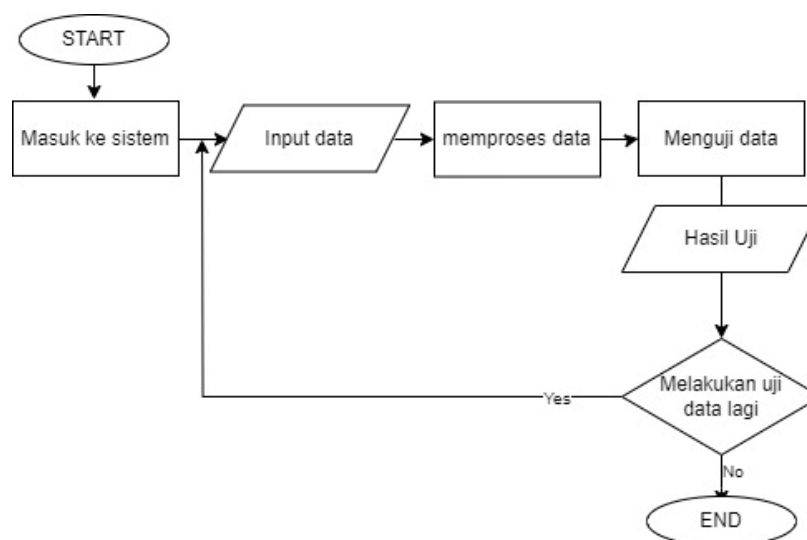 START
Masuk ke sistem
Input data
memproses data
Menguji data
Hasil Uji
Melakukan uji
data lagi
Yes
No
END